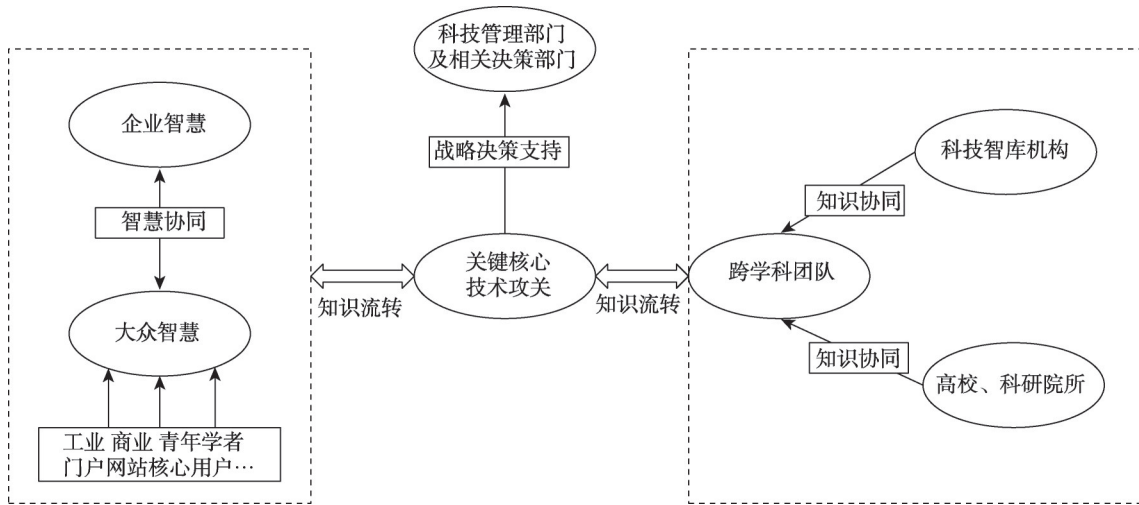 科技管理部门
及相关决策部门
企业智慧
战略决策支持
科技智库机构
智慧协同
知识协同
关键核心
技术攻关
跨学科团队
知识流转
知识流转
大众智慧
知识协同
高校、科研院所
工业 商业 青年学者
门户网站核心用户…